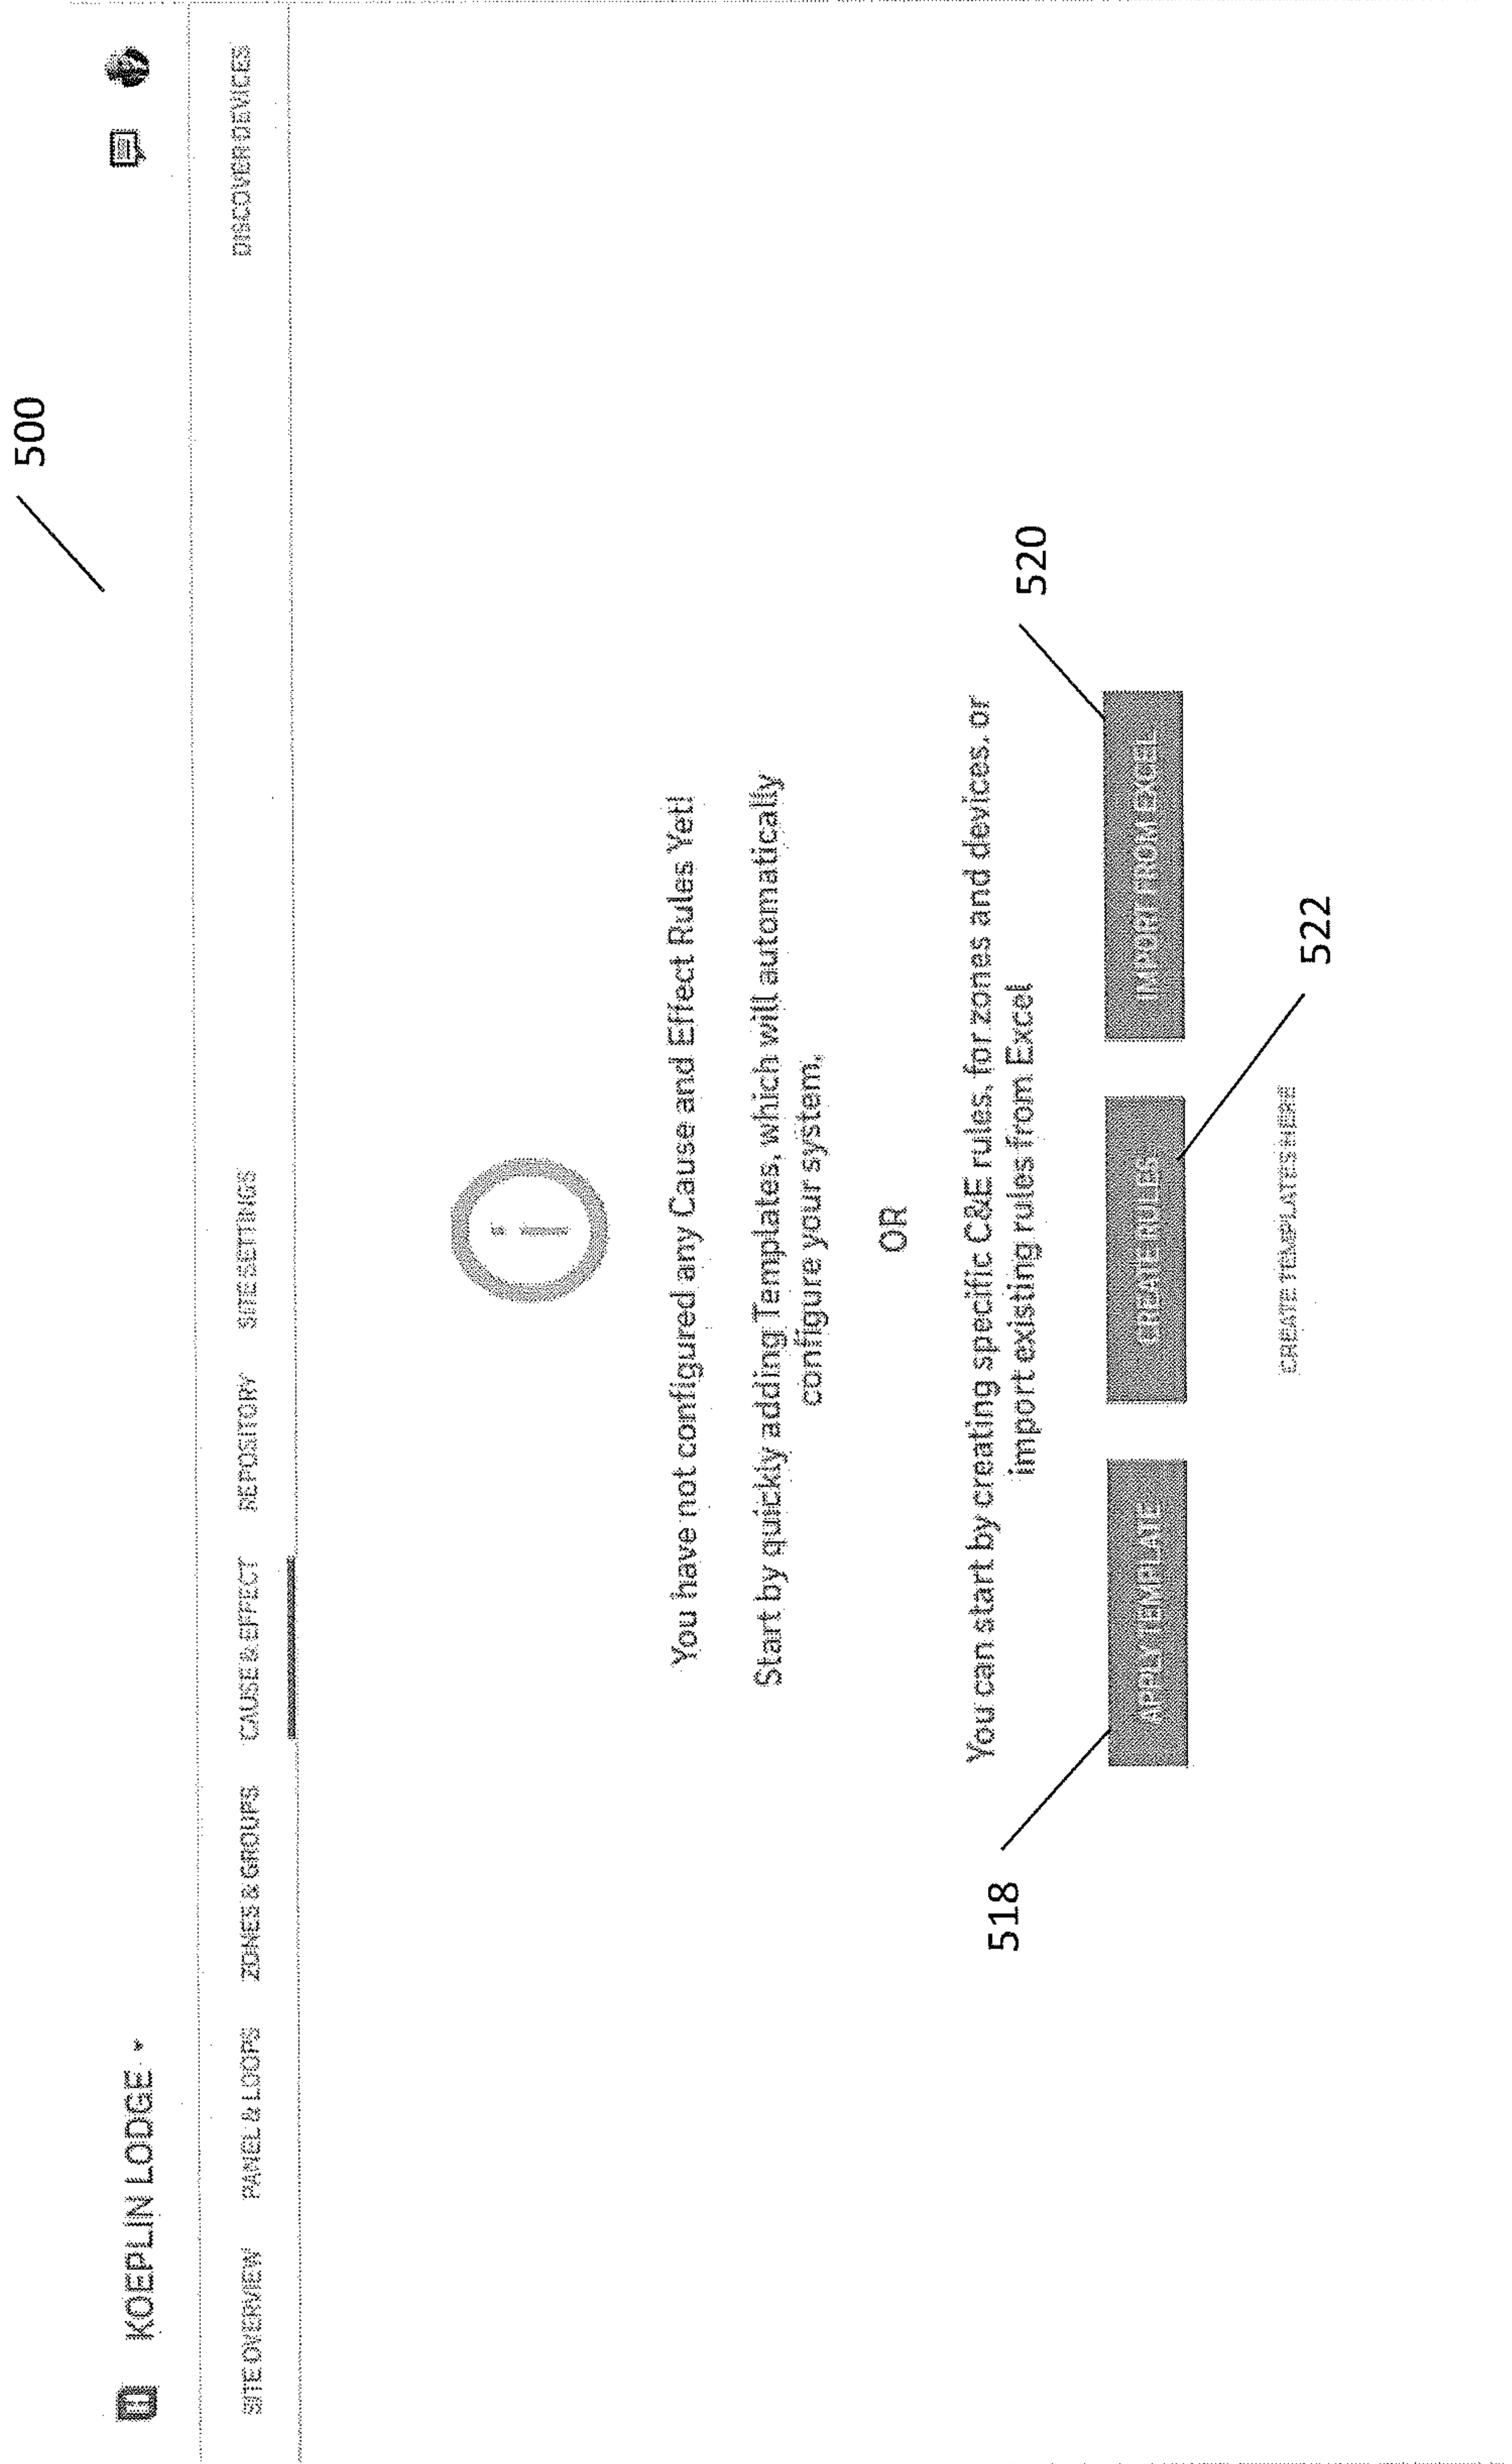 500
KOEPLIN LODGE
SITE OVERVIEW PANEL & LOOPS ZONES & GROUPS CAUSE & EFFECT REPOSITORY SITE SETTINGS DISCOVER DEVICES
You have not configured any Cause and Effect Rules Yet!
Start by quickly adding Templates, which will automatically
configure your system,
OR
You can start by creating specific C&E rules, for zones and devices, or
import existing rules from Excel
518
520
APPLY TEMPLATE CREATE RULES IMPORT FROM EXCEL
CREATE TEMPLATES HERE
522